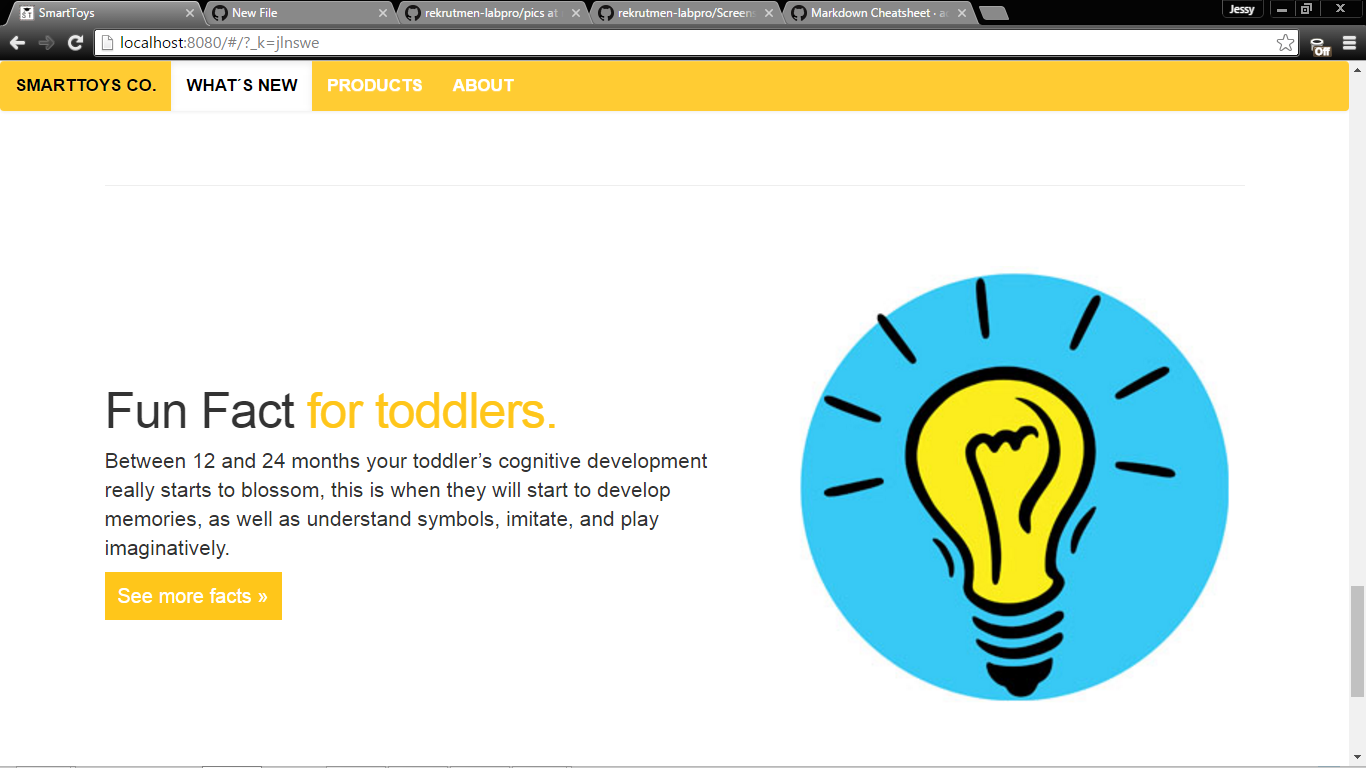 SmartToys
New File
rekrutmen-labpro/pics at
rekrutmen-labpro/Screens
Markdown Cheatsheet · a
Jessy
localhost:8080/#/?_k=jlnswe
Off
SMARTTOYS CO. WHAT´S NEW PRODUCTS ABOUT
Fun Fact for toddlers.
Between 12 and 24 months your toddler’s cognitive development
really starts to blossom, this is when they will start to develop
memories, as well as understand symbols, imitate, and play
imaginatively.
See more facts »